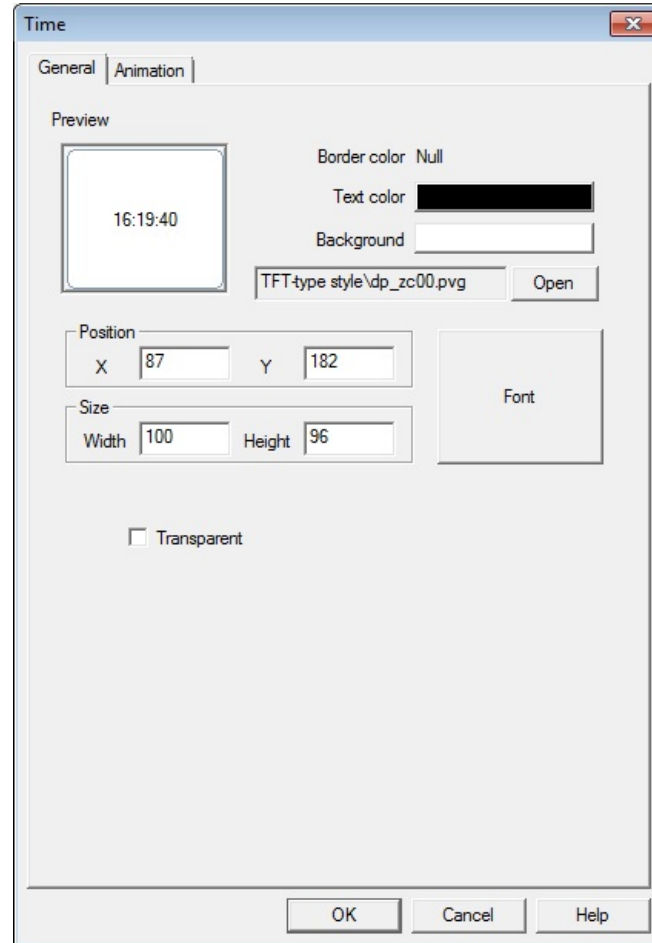 Time
General Animation
Preview
16:19:40
Border color Null
Text color
Background
TFT-type style\dp_zc00.pvg Open
Position
X 87 Y 182
Font
Size
Width 100 Height 96
Transparent
OK Cancel Help